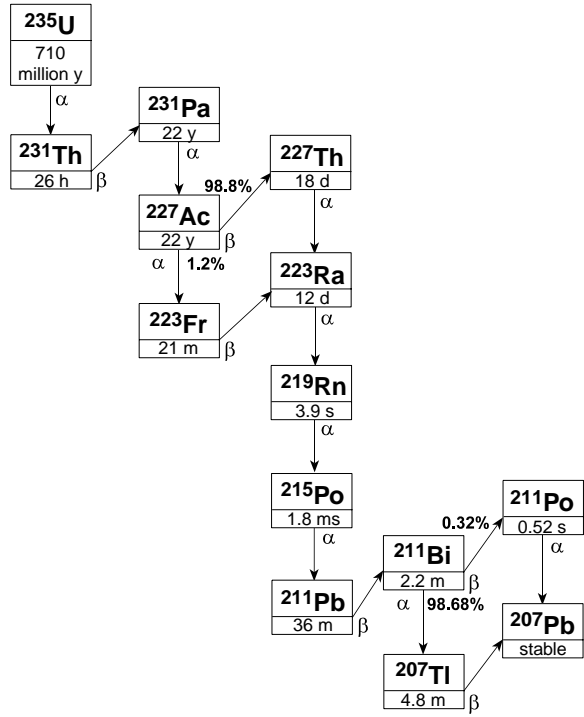 ²³⁵U
710
million y
α
²³¹Pa
22 y
α
²³¹Th
26 h
β
²²⁷Th
18 d
α
98.8%
²²⁷Ac
22 y
β
α
1.2%
²²³Ra
12 d
α
²²³Fr
21 m
β
²¹⁹Rn
3.9 s
α
²¹⁵Po
1.8 ms
α
²¹¹Po
0.52 s
α
0.32%
²¹¹Bi
2.2 m
β
α
98.68%
²¹¹Pb
36 m
β
²⁰⁷Pb
stable
²⁰⁷Tl
4.8 m
β